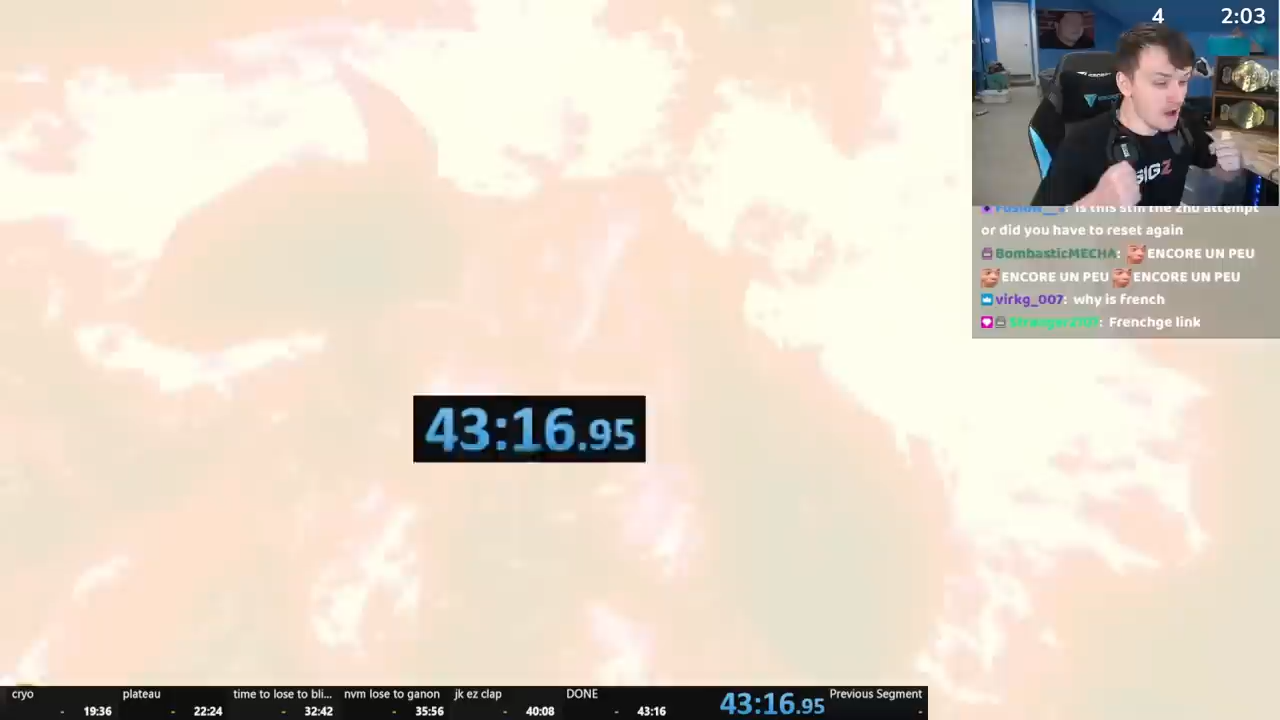 4 2:03
SIGZ
is this still the 2nd attempt
or did you have to reset again
BombasticMECHA: ENCORE UN PEU
ENCORE UN PEU ENCORE UN PEU
virkg_007: why is french
Frenchge link
43:16.95
cryo plateau time to lose to bli... nvm lose to ganon jk ez clap DONE 43:16.95 Previous Segment
- 19:36 - 22:24 - 32:42 - 35:56 - 40:08 - 43:16 -